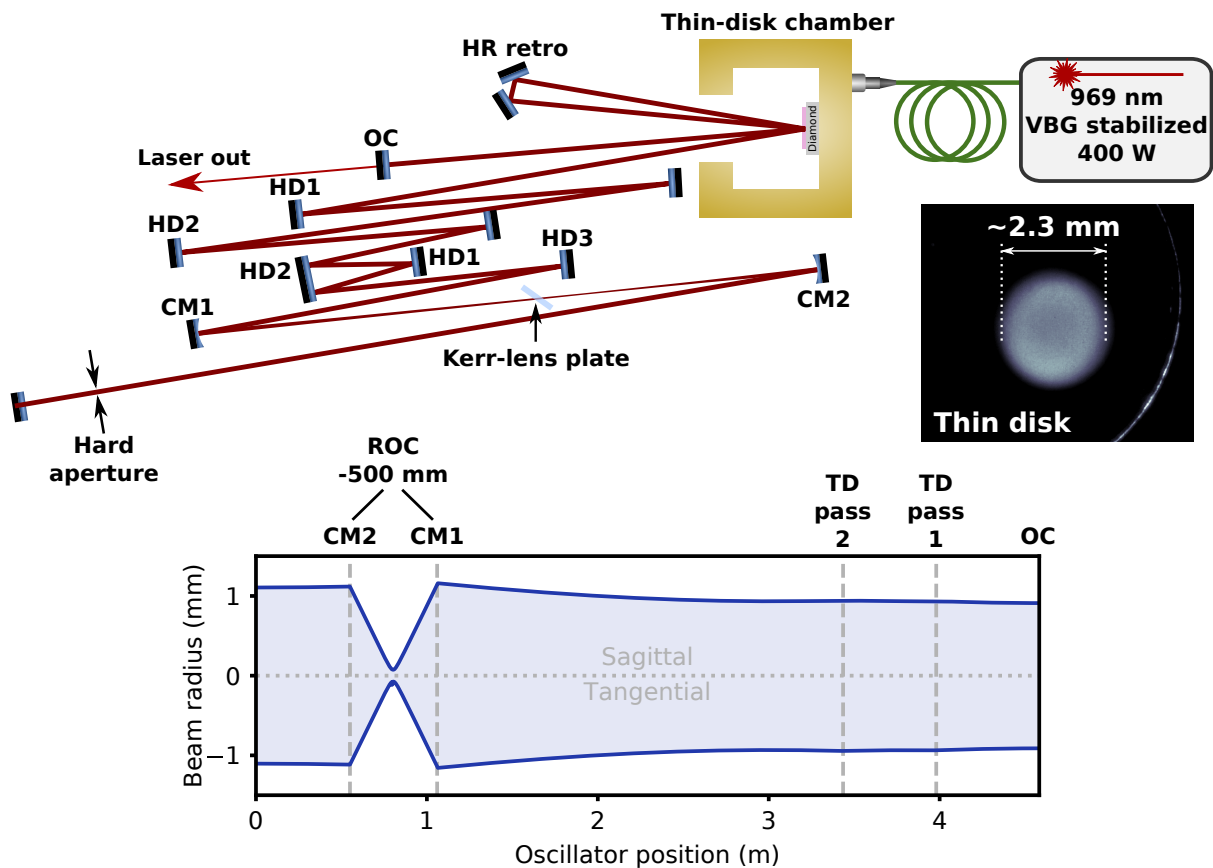 Thin-disk chamber
HR retro
OC
Laser out
Diamond
969 nm
VBG stabilized
400 W
HD1
HD2
HD3
HD2
HD1
CM1
CM2
Kerr-lens plate
Hard
aperture
~2.3 mm
Thin disk
ROC
-500 mm
CM2
CM1
TD
pass
2
TD
pass
1
OC
Beam radius (mm)
1
0
−1
Sagittal
Tangential
0
1
2
3
4
Oscillator position (m)